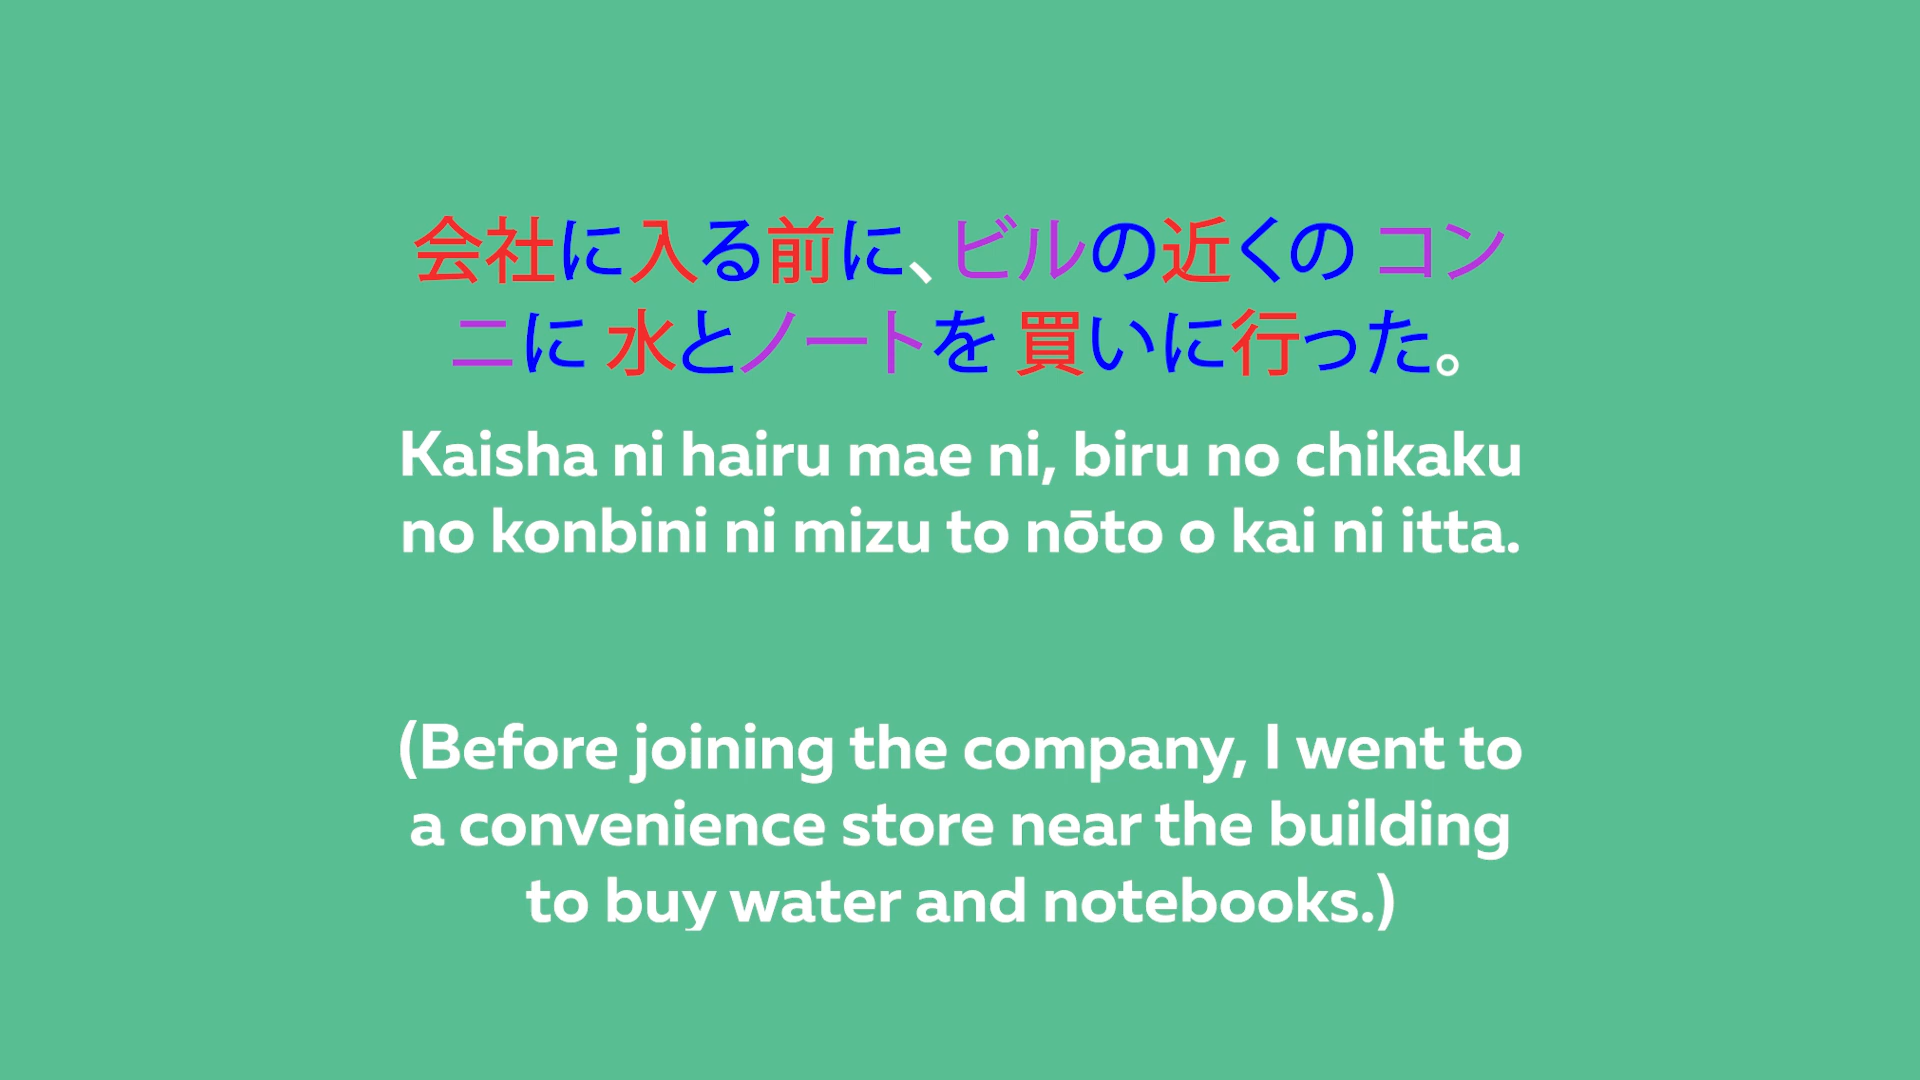 会社に入る前に、ビルの近くの コン
ニに 水とノートを 買いに行った。
Kaisha ni hairu mae ni, biru no chikaku
no konbini ni mizu to nōto o kai ni itta.
(Before joining the company, I went to
a convenience store near the building
to buy water and notebooks.)